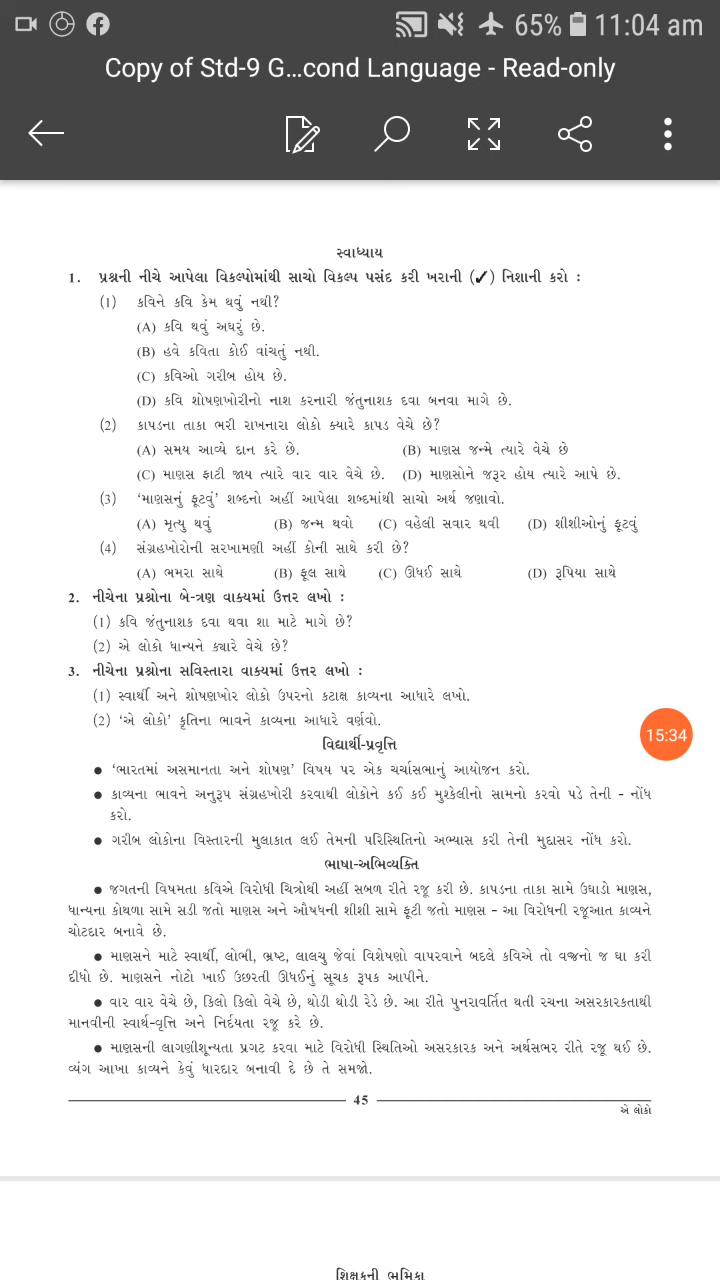 65% 11:04 am
Copy of Std-9 G...cond Language - Read-only
સ્વાધ્યાય
1. પ્રશ્નની નીચે આપેલા વિકલ્પોમાંથી સાચો વિકલ્પ પસંદ કરી ખરાની (✓) નિશાની કરો :
(1) કવિને કવિ કેમ થવું નથી?
(A) કવિ થવું અઘરું છે.
(B) હવે કવિતા કોઈ વાંચતું નથી.
(C) કવિઓ ગરીબ હોય છે.
(D) કવિ શોષણખોરીનો નાશ કરનારી જંતુનાશક દવા બનવા માગે છે.
(2) કાપડના તાકા ભરી રાખનારા લોકો ક્યારે કાપડ વેચે છે?
(A) સમય આવ્યે દાન કરે છે. (B) માણસ જન્મે ત્યારે વેચે છે
(C) માણસ ફાટી જાય ત્યારે વાર વાર વેચે છે. (D) માણસોને જરૂર હોય ત્યારે આપે છે.
(3) ‘માણસનું ફૂટવું’ શબ્દનો અહીં આપેલા શબ્દમાંથી સાચો અર્થ જણાવો.
(A) મૃત્યુ થવું (B) જન્મ થવો (C) વહેલી સવાર થવી (D) શીશીઓનું ફૂટવું
(4) સંગ્રહખોરોની સરખામણી અહીં કોની સાથે કરી છે?
(A) ભમરા સાથે (B) ફૂલ સાથે (C) ઊધઈ સાથે (D) રૂપિયા સાથે
2. નીચેના પ્રશ્નોના બે-ત્રણ વાક્યમાં ઉત્તર લખો :
(1) કવિ જંતુનાશક દવા થવા શા માટે માગે છે?
(2) એ લોકો ધાન્યને ક્યારે વેચે છે?
3. નીચેના પ્રશ્નોના સવિસ્તારા વાક્યમાં ઉત્તર લખો :
(1) સ્વાર્થી અને શોષણખોર લોકો ઉપરનો કટાક્ષ કાવ્યના આધારે લખો.
(2) ‘એ લોકો’ કૃતિના ભાવને કાવ્યના આધારે વર્ણવો.
15:34
વિદ્યાર્થી-પ્રવૃત્તિ
● ‘ભારતમાં અસમાનતા અને શોષણ’ વિષય પર એક ચર્ચાસભાનું આયોજન કરો.
● કાવ્યના ભાવને અનુરૂપ સંગ્રહખોરી કરવાથી લોકોને કઈ કઈ મુશ્કેલીનો સામનો કરવો પડે તેની - નોંધ
કરો.
● ગરીબ લોકોના વિસ્તારની મુલાકાત લઈ તેમની પરિસ્થિતિનો અભ્યાસ કરી તેની મુદ્દાસર નોંધ કરો.
ભાષા-અભિવ્યક્તિ
● જગતની વિષમતા કવિએ વિરોધી ચિત્રોથી અહીં સબળ રીતે રજૂ કરી છે. કાપડના તાકા સામે ઉઘાડો માણસ,
ધાન્યના કોથળા સામે સડી જતો માણસ અને ઔષધની શીશી સામે ફૂટી જતો માણસ - આ વિરોધની રજૂઆત કાવ્યને
ચોટદાર બનાવે છે.
● માણસને માટે સ્વાર્થી, લોભી, ભ્રષ્ટ, લાલચુ જેવાં વિશેષણો વાપરવાને બદલે કવિએ તો વજ્રનો જ ઘા કરી
દીધો છે. માણસને નોટો ખાઈ ઉછરતી ઊધઈનું સૂચક રૂપક આપીને.
● વાર વાર વેચે છે, કિલો કિલો વેચે છે, થોડી થોડી રેડે છે. આ રીતે પુનરાવર્તિત થતી રચના અસરકારકતાથી
માનવીની સ્વાર્થ-વૃત્તિ અને નિર્દયતા રજૂ કરે છે.
● માણસની લાગણીશૂન્યતા પ્રગટ કરવા માટે વિરોધી સ્થિતિઓ અસરકારક અને અર્થસભર રીતે રજૂ થઈ છે.
વ્યંગ આખા કાવ્યને કેવું ધારદાર બનાવી દે છે તે સમજો.
45
એ લોકો
શિક્ષકની ભૂમિકા